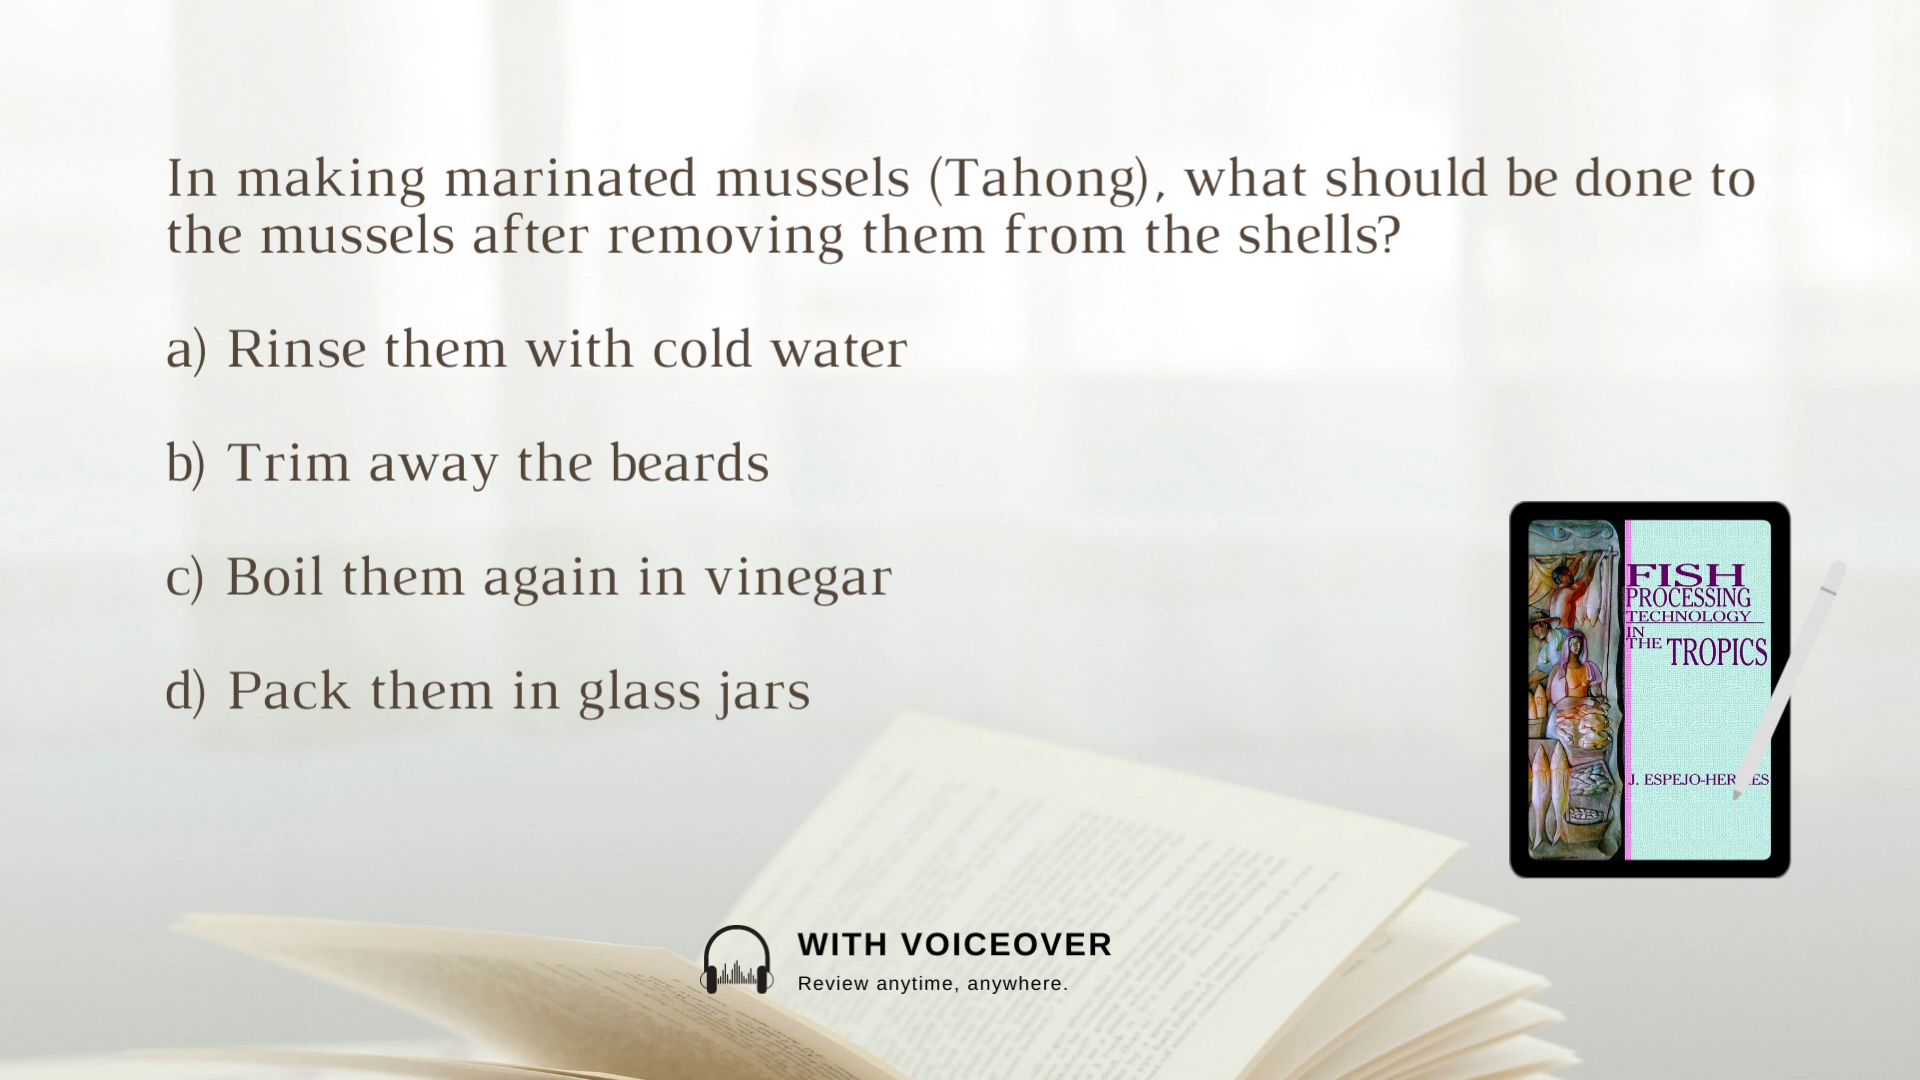 In making marinated mussels (Tahong), what should be done to
the mussels after removing them from the shells?
a) Rinse them with cold water
b) Trim away the beards
c) Boil them again in vinegar
d) Pack them in glass jars
FISH
PROCESSING
TECHNOLOGY
IN
THE TROPICS
J.
WITH VOICEOVER
Review anytime, anywhere.